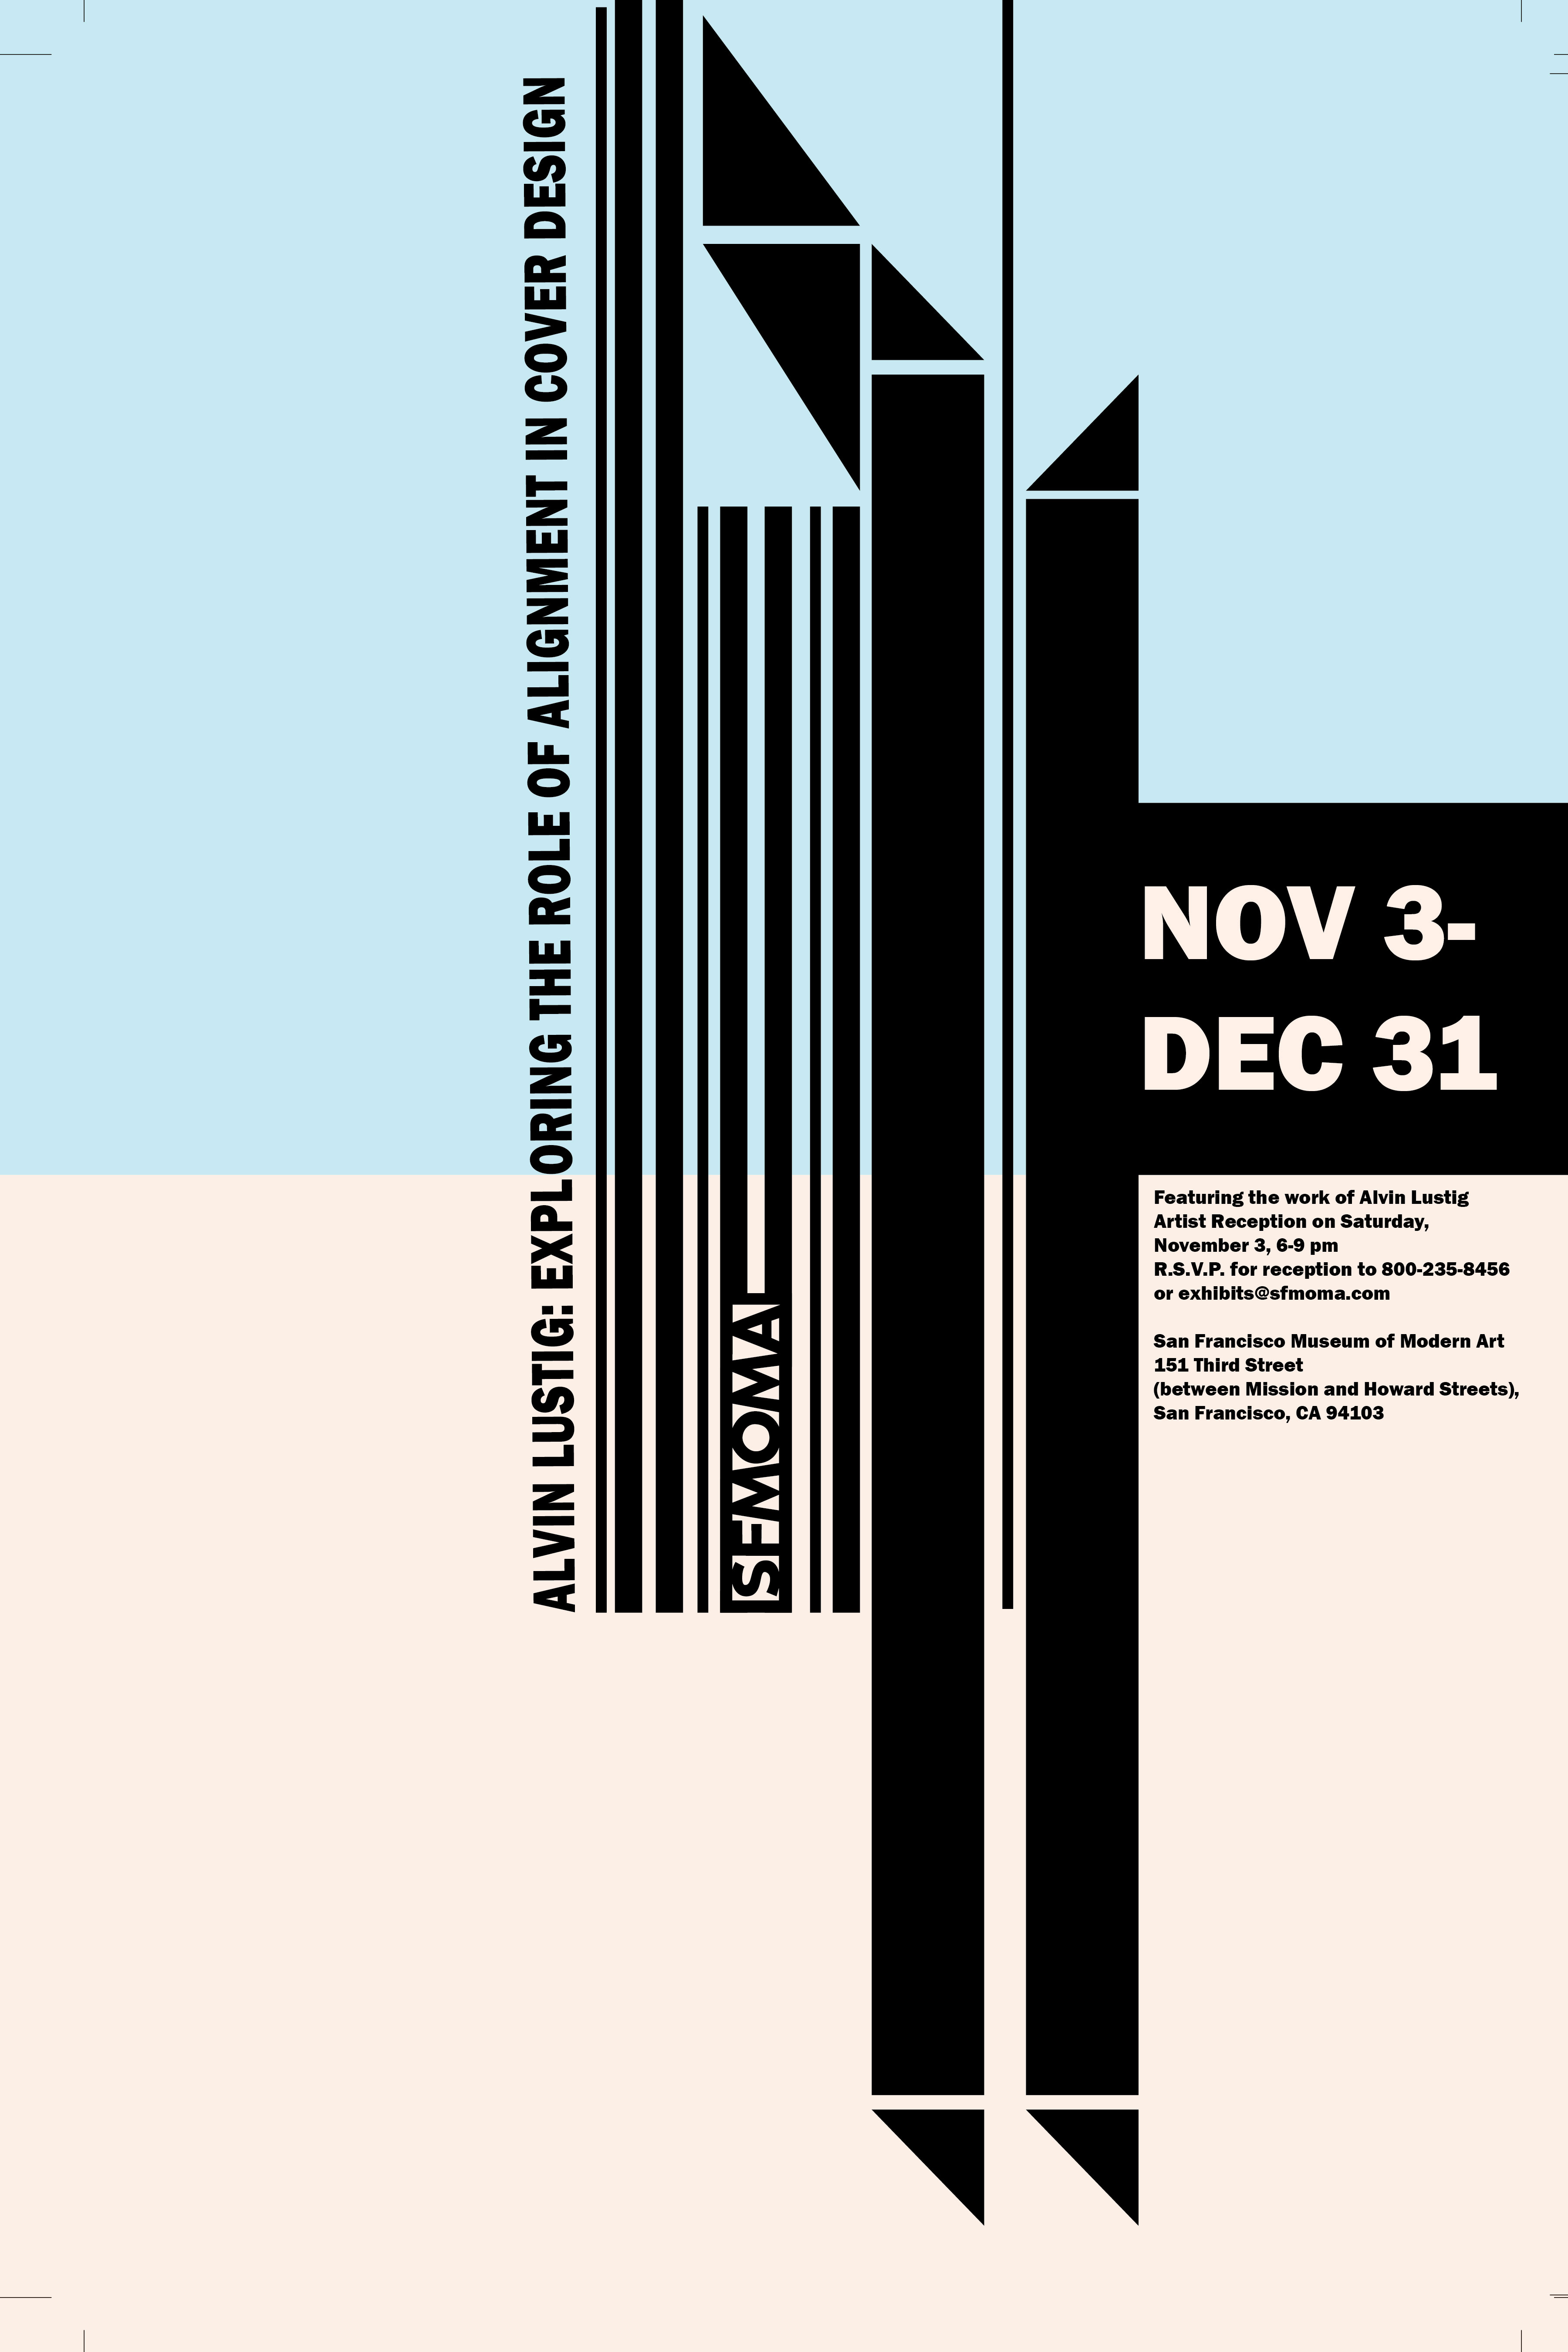 ALVIN LUSTIG: EXPLORING THE ROLE OF ALIGNMENT IN COVER DESIGN
SFMOMA
NOV 3-
DEC 31
Featuring the work of Alvin Lustig
Artist Reception on Saturday,
November 3, 6-9 pm
R.S.V.P. for reception to 800-235-8456
or exhibits@sfmoma.com
San Francisco Museum of Modern Art
151 Third Street
(between Mission and Howard Streets),
San Francisco, CA 94103